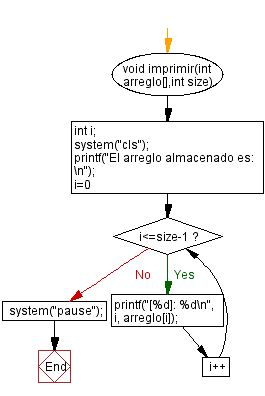 void imprimir(int
arreglo[],int size)
int i;
system("cls");
printf("El arreglo almacenado es:
\n");
i=0
i<=size-1 ?
No
Yes
system("pause");
printf("[%d]: %d\n",
i, arreglo[i]);
End
i++